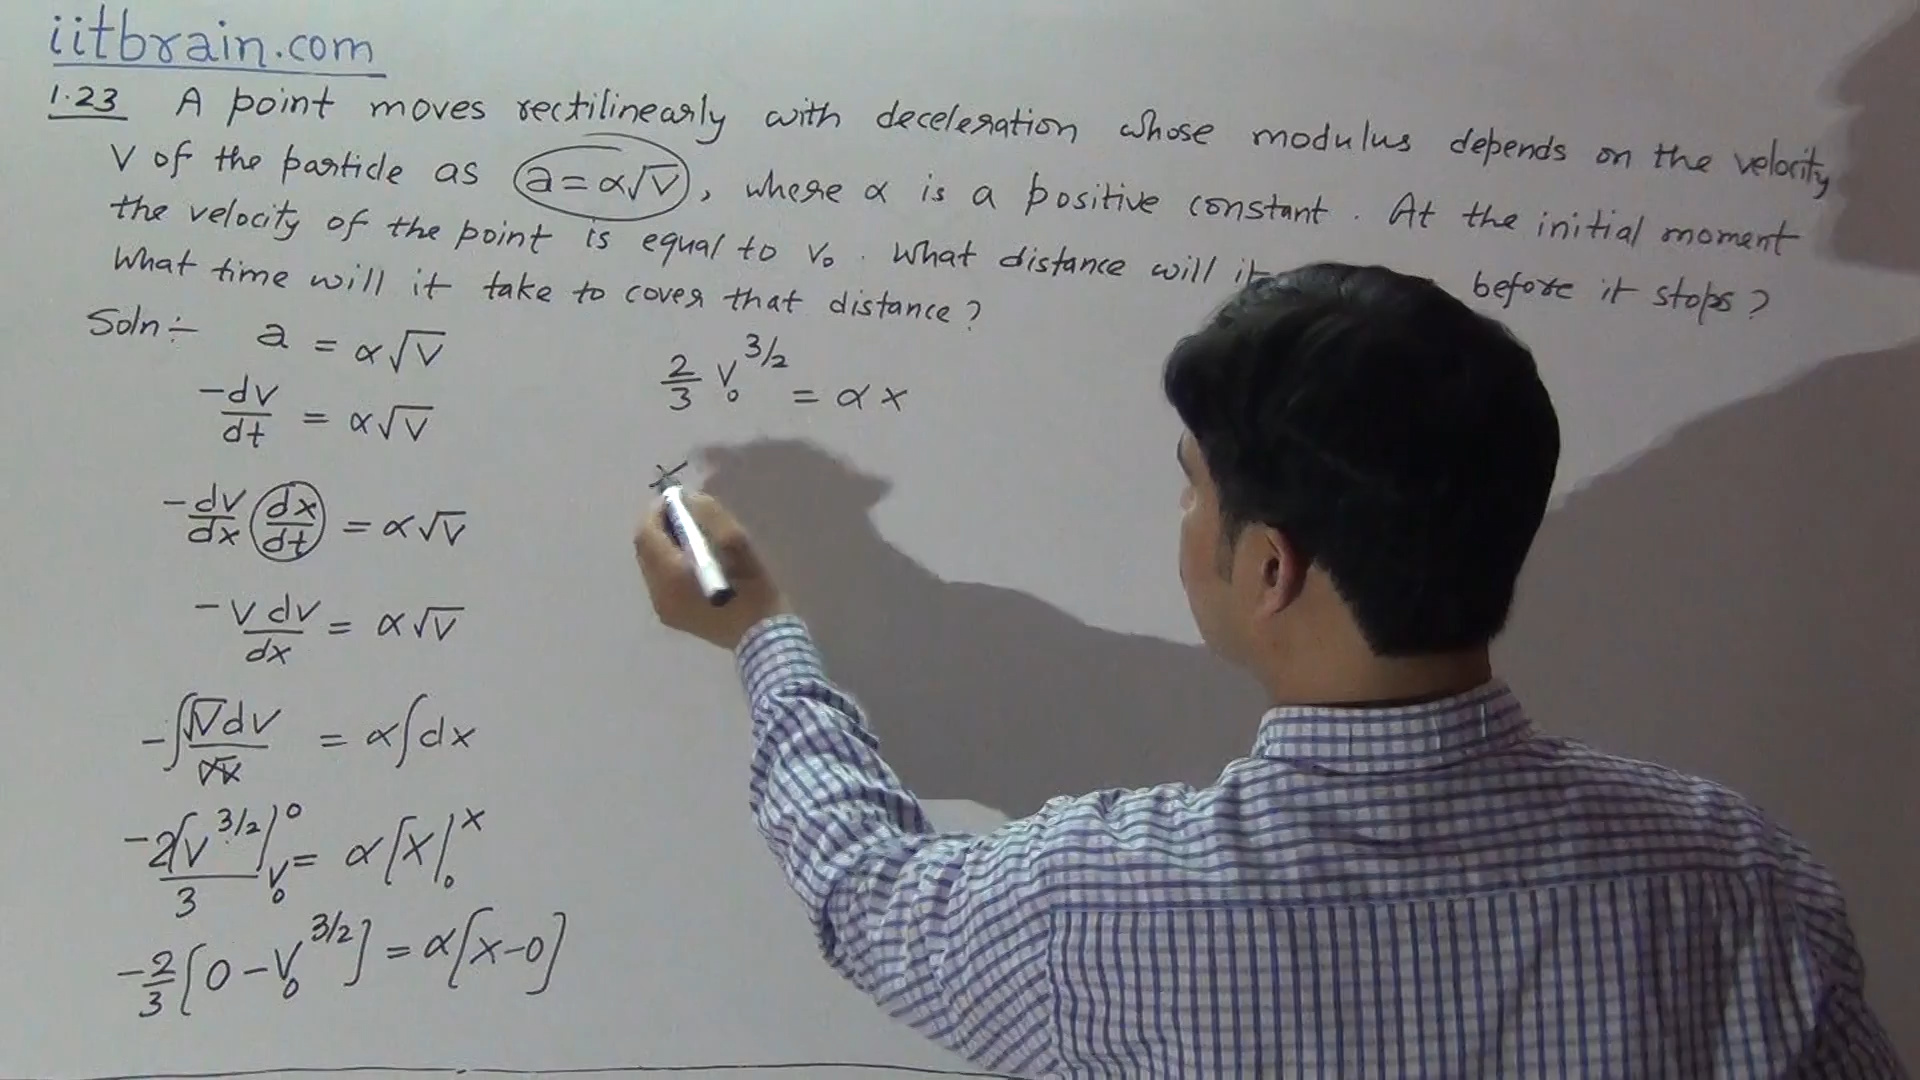 iitbrain.com
1.23 A point moves rectilinearly with deceleration whose modulus depends on the velocity
V of the particle as a = α√V, where α is a positive constant. At the initial moment
the velocity of the point is equal to V₀. What distance will it before it stops?
What time will it take to cover that distance?
Soln:- a = α√V
-dV/dt = α√V
-dV/dx (dx/dt) = α√V
-V dV/dx = α√V
-∫√V dV/√x = α∫dx
-2[V^3/2]^0_V₀/3 = α[x]^x_0
-2/3[0 - V₀^3/2] = α[x-0]
2/3 V₀^3/2 = αx
x